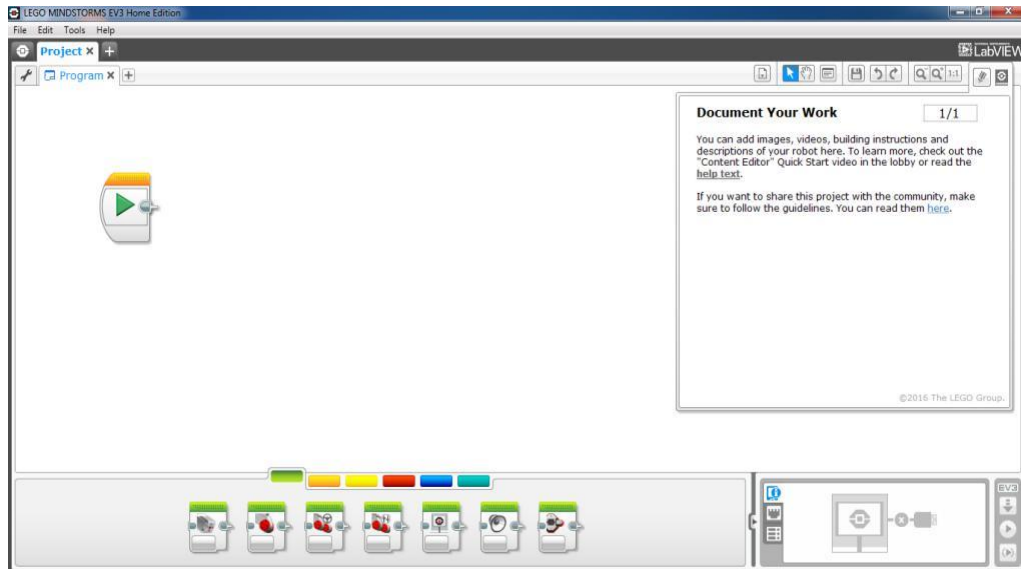 LEGO MINDSTORMS EV3 Home Edition
File Edit Tools Help
Project
LabVIEW
Program
1:1
Document Your Work
1/1
You can add images, videos, building instructions and
descriptions of your robot here. To learn more, check out the
"Content Editor" Quick Start video in the lobby or read the
help text.
If you want to share this project with the community, make
sure to follow the guidelines. You can read them here.
©2016 The LEGO Group.
EV3